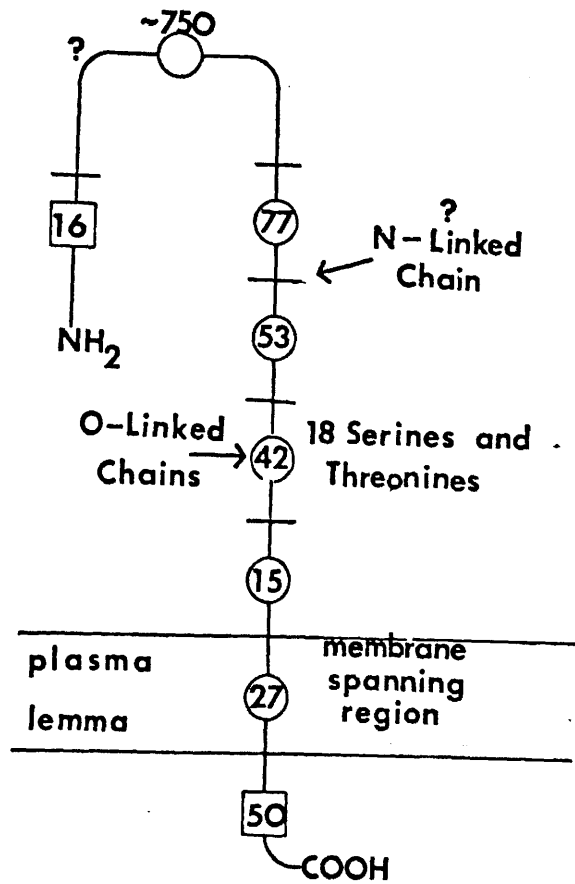 ~750
?
16
77
?
N-Linked
Chain
NH2
53
O-Linked
Chains
42
18 Serines and
Threonines
15
plasma
lemma
membrane
spanning
region
27
50
COOH